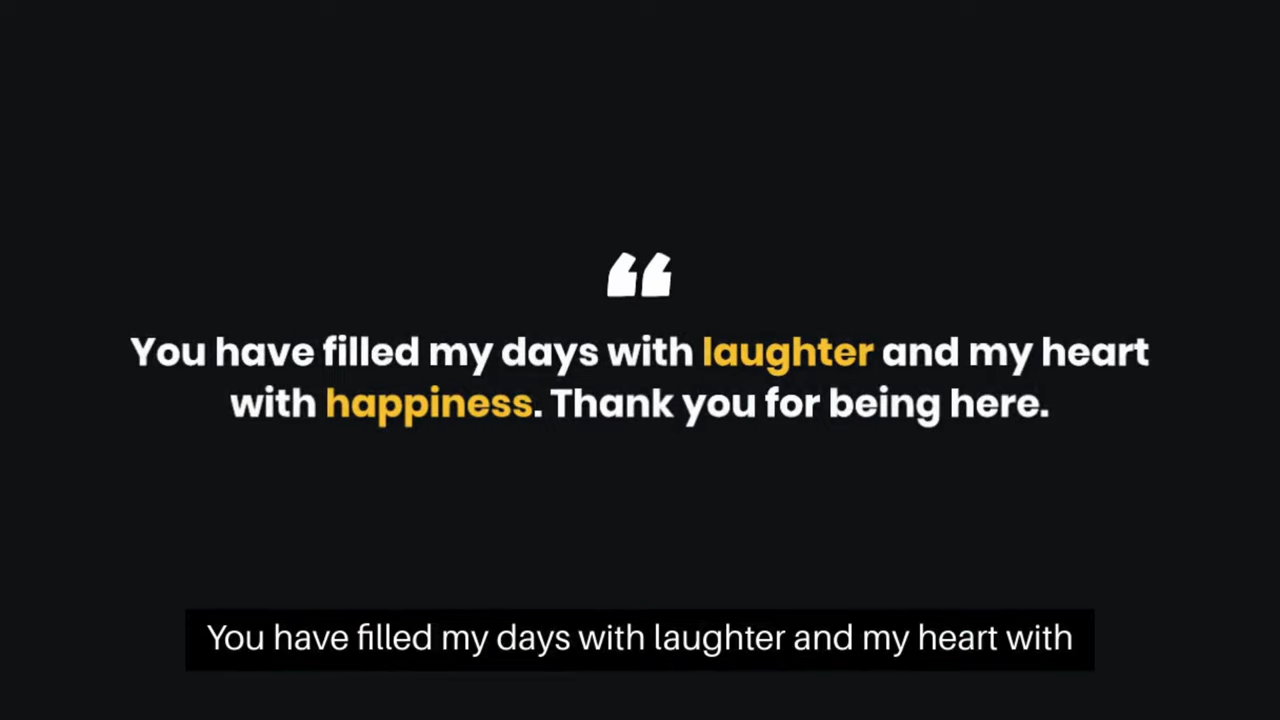 “
You have filled my days with laughter and my heart
with happiness. Thank you for being here.
You have filled my days with laughter and my heart with